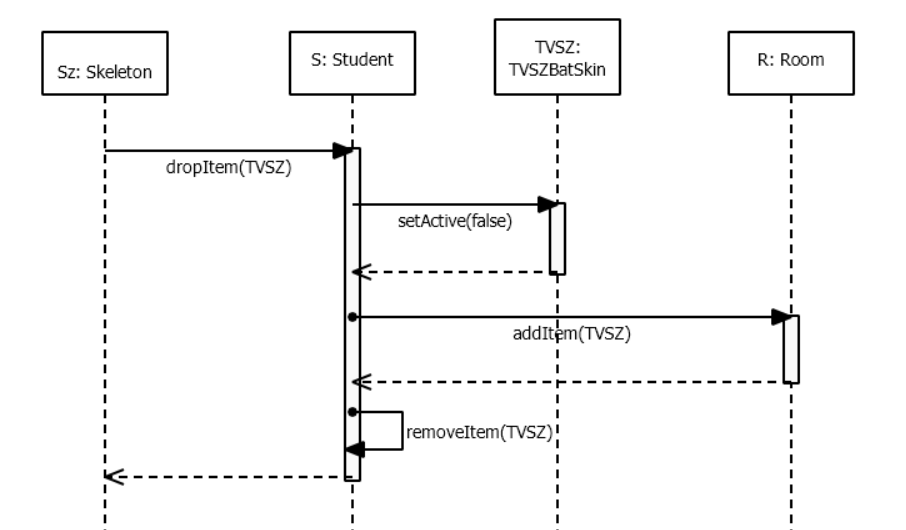 Sz: Skeleton
S: Student
TVSZ:
TVSZBatSkin
R: Room
dropItem(TVSZ)
setActive(false)
addItem(TVSZ)
removeItem(TVSZ)